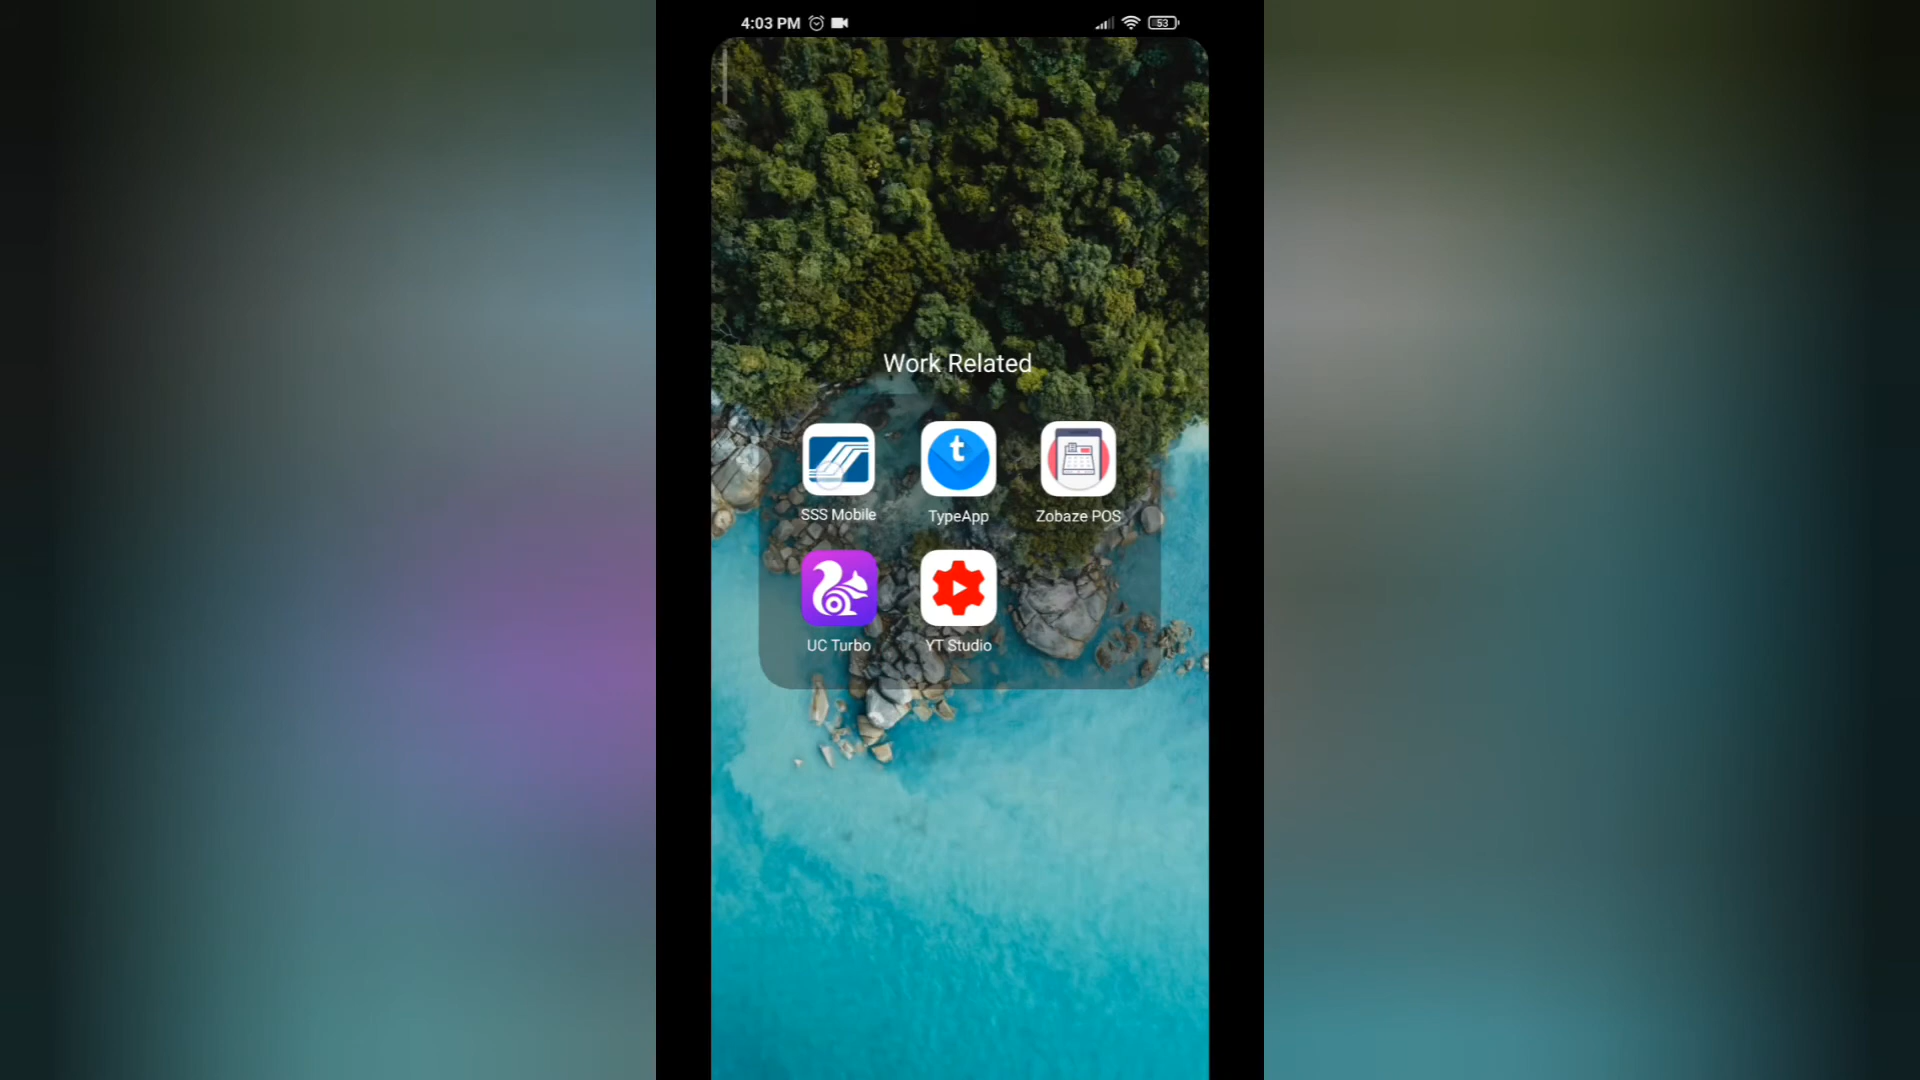 4:03 PM
53
Work Related
t
SSS Mobile
TypeApp
Zobaze POS
UC Turbo
YT Studio